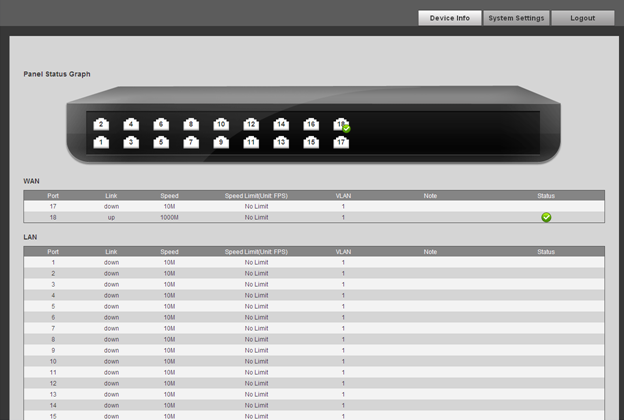 Device Info System Settings Logout
Panel Status Graph
2 4 6 8 10 12 14 16 18
1 3 5 7 9 11 13 15 17
WAN
Port Link Speed Speed Limit(Unit: FPS) VLAN Note Status
17 down 10M No Limit 1
18 up 1000M No Limit 1
LAN
Port Link Speed Speed Limit(Unit: FPS) VLAN Note Status
1 down 10M No Limit 1
2 down 10M No Limit 1
3 down 10M No Limit 1
4 down 10M No Limit 1
5 down 10M No Limit 1
6 down 10M No Limit 1
7 down 10M No Limit 1
8 down 10M No Limit 1
9 down 10M No Limit 1
10 down 10M No Limit 1
11 down 10M No Limit 1
12 down 10M No Limit 1
13 down 10M No Limit 1
14 down 10M No Limit 1
15 down 10M No Limit 1